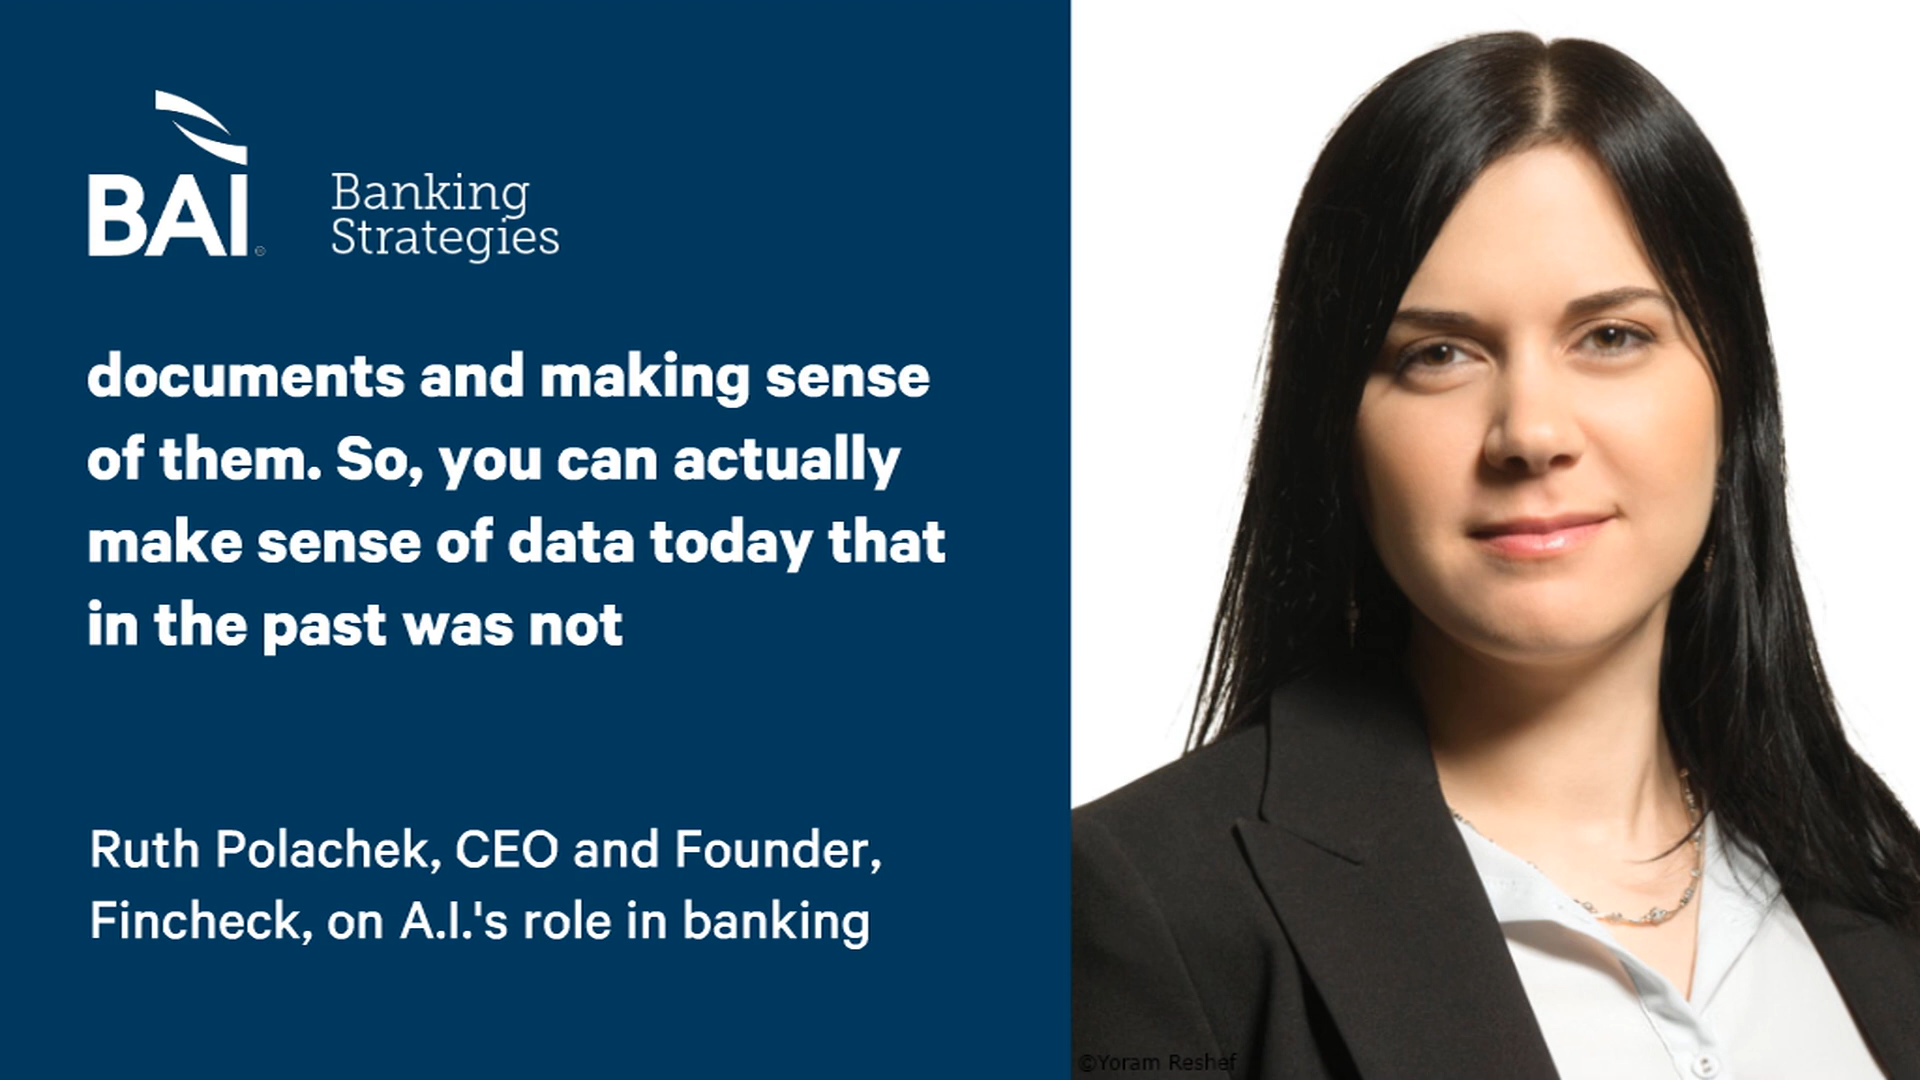 BAI®
Banking
Strategies
documents and making sense
of them. So, you can actually
make sense of data today that
in the past was not
Ruth Polachek, CEO and Founder,
Fincheck, on A.I.'s role in banking
©Yoram Reshef